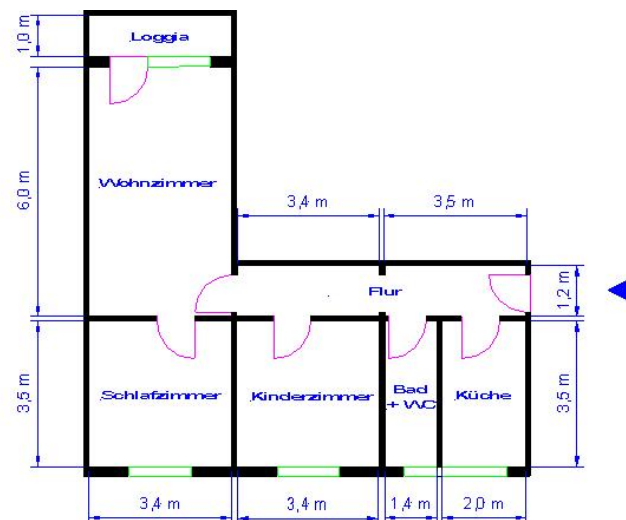 1,0 m
Loggia
6,0 m
Wohnzimmer
3,4 m
3,5 m
Flur
1,2 m
3,5 m
Schlafzimmer
Kinderzimmer
Bad
+ WC
Küche
3,5 m
3,4 m
3,4 m
1,4 m
2,0 m